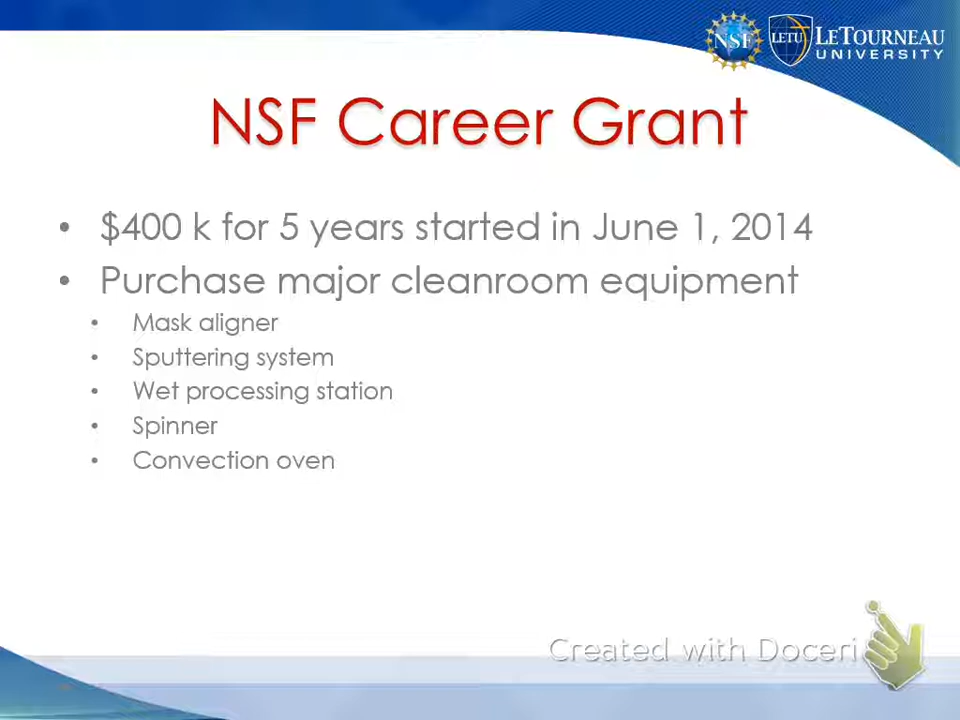 NSF
LETU
LETOURNEAU
UNIVERSITY
NSF Career Grant
• $400 k for 5 years started in June 1, 2014
• Purchase major cleanroom equipment
• Mask aligner
• Sputtering system
• Wet processing station
• Spinner
• Convection oven
Created with Doceri